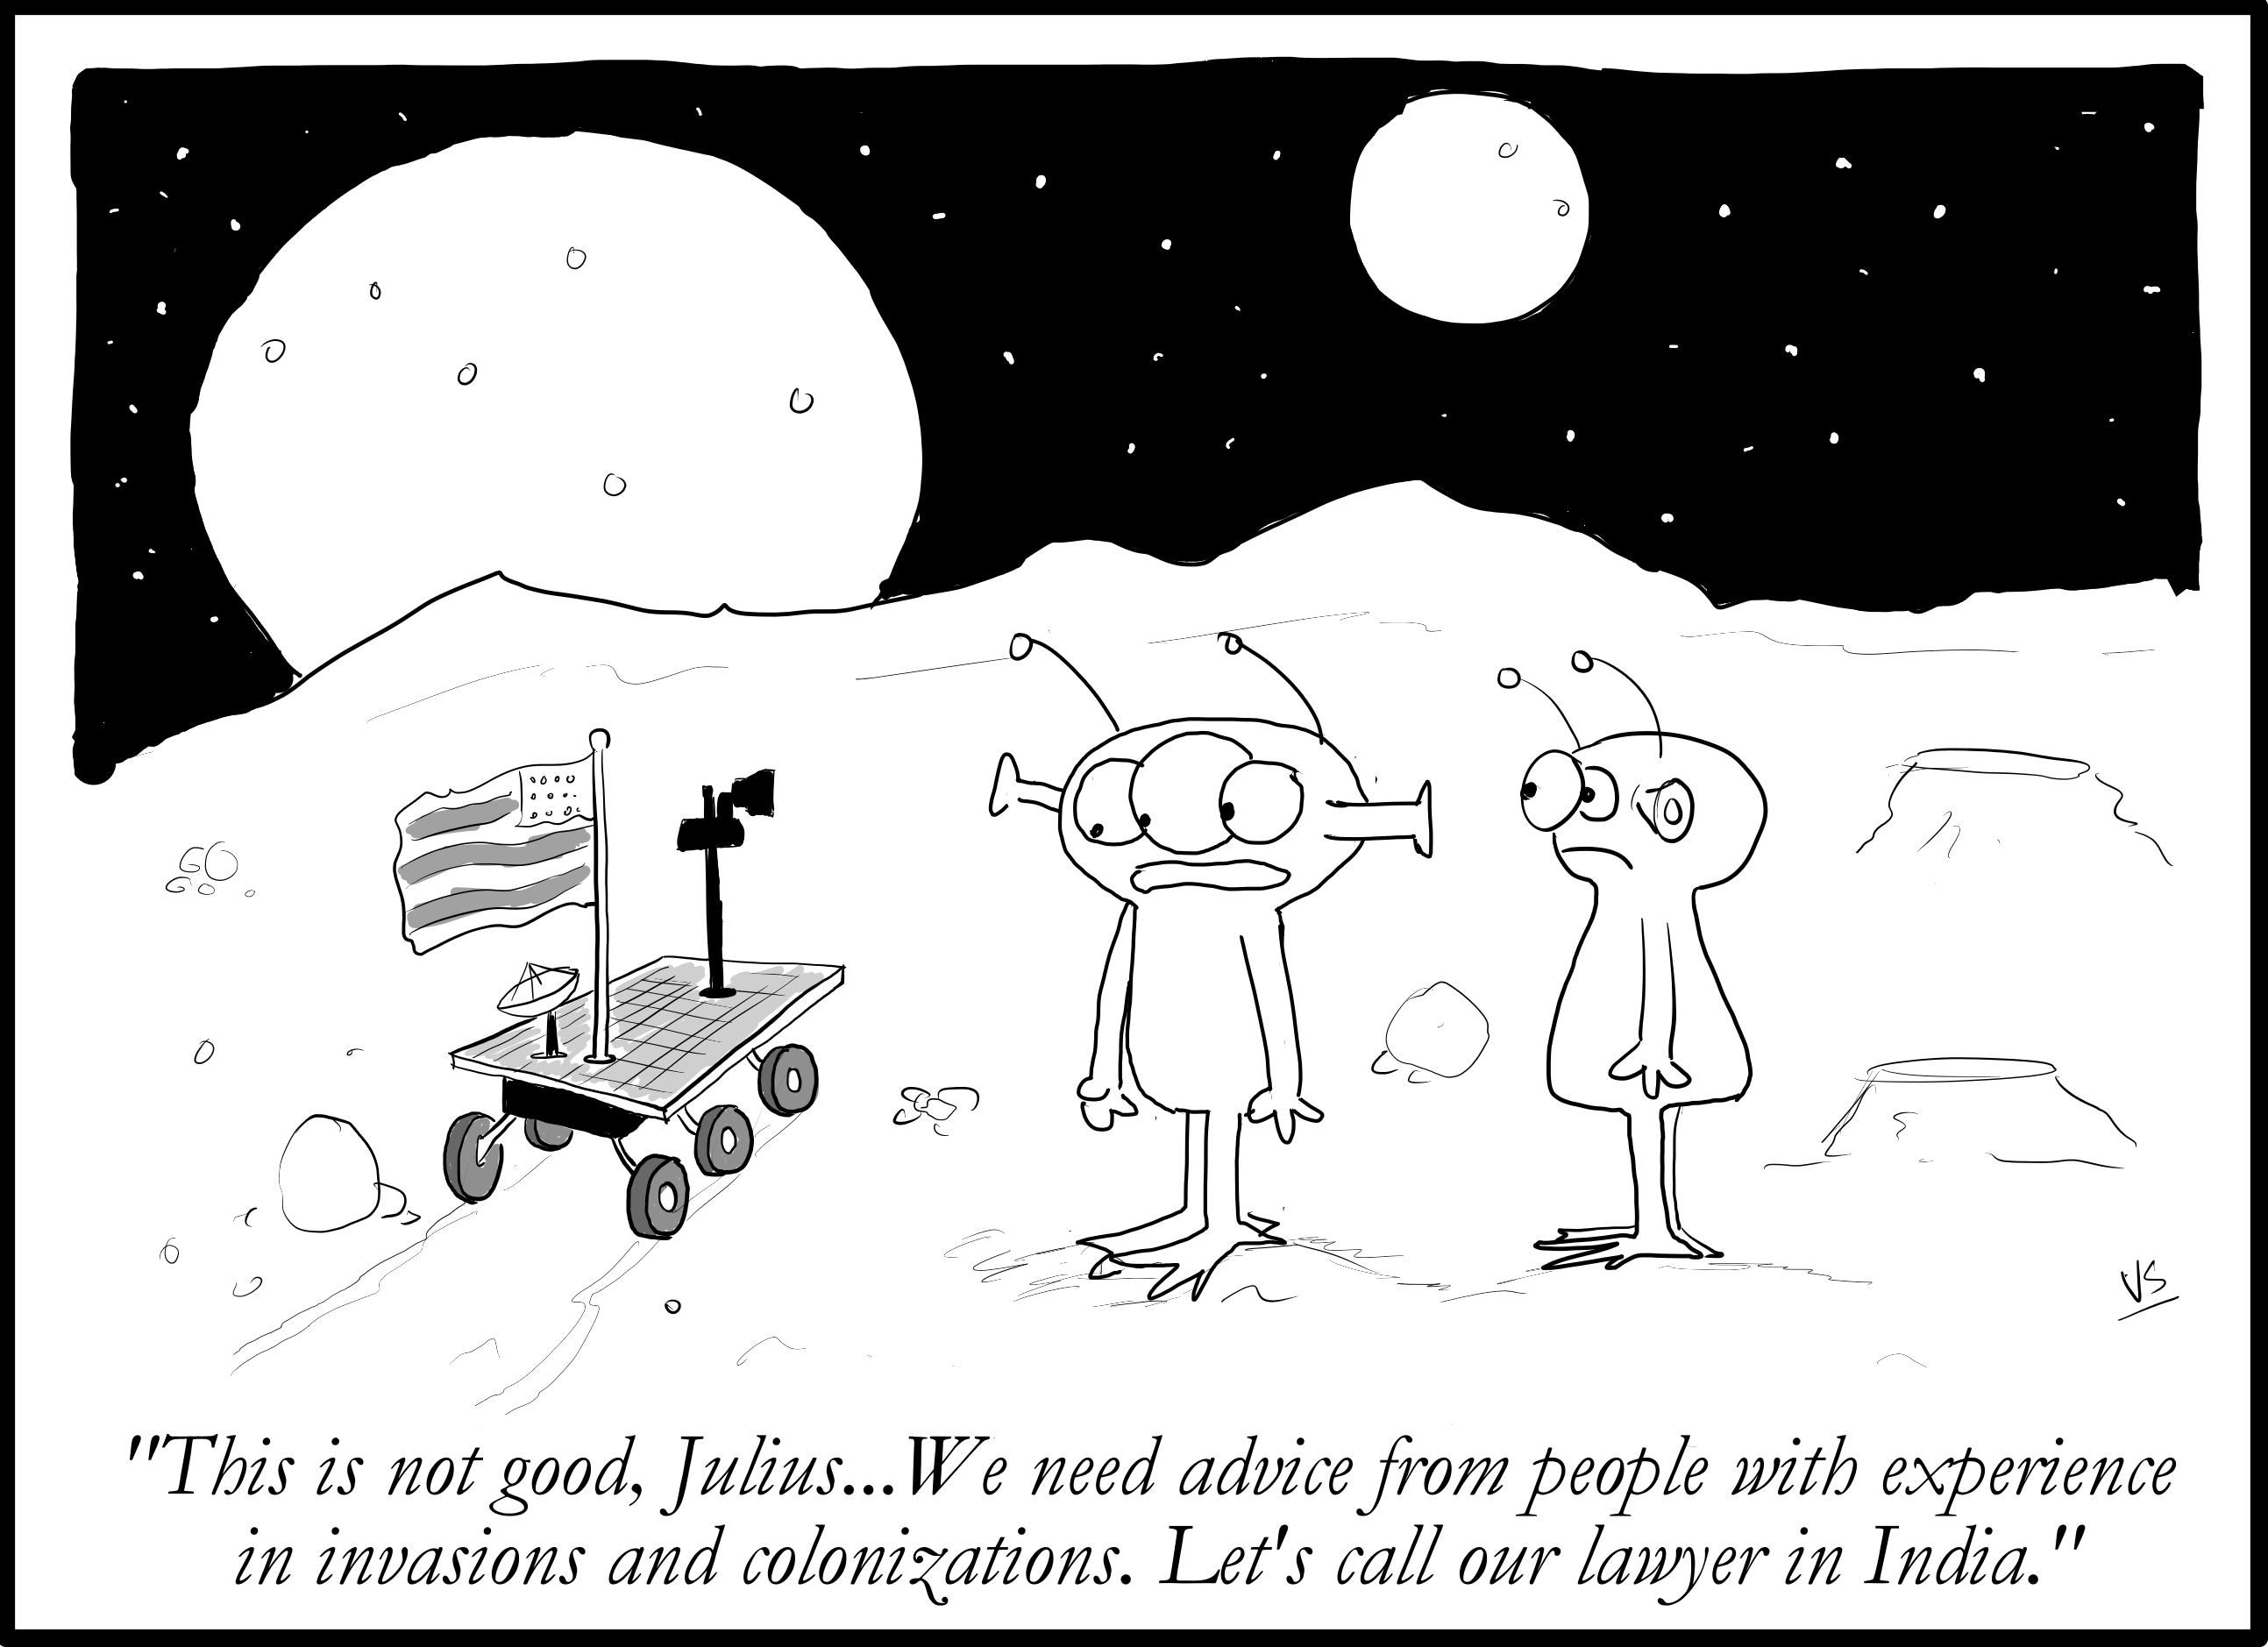 VS
"This is not good, Julius...We need advice from people with experience
in invasions and colonizations. Let's call our lawyer in India."